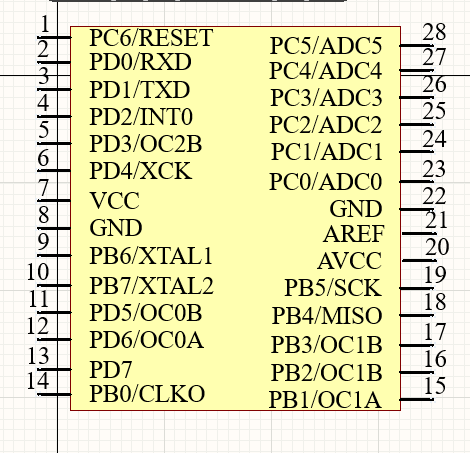 1 PC6/RESET
2 PD0/RXD
3 PD1/TXD
4 PD2/INT0
5 PD3/OC2B
6 PD4/XCK
7 VCC
8 GND
9 PB6/XTAL1
10 PB7/XTAL2
11 PD5/OC0B
12 PD6/OC0A
13 PD7
14 PB0/CLKO
PC5/ADC5 28
PC4/ADC4 27
PC3/ADC3 26
PC2/ADC2 25
PC1/ADC1 24
PC0/ADC0 23
GND 22
AREF 21
AVCC 20
PB5/SCK 19
PB4/MISO 18
PB3/OC1B 17
PB2/OC1B 16
PB1/OC1A 15